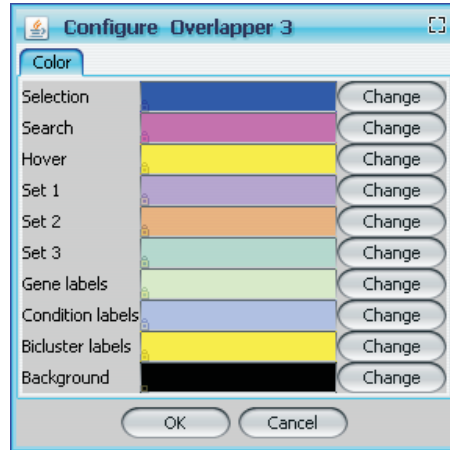 Configure Overlapper 3
Color
Selection Change
Search Change
Hover Change
Set 1 Change
Set 2 Change
Set 3 Change
Gene labels Change
Condition labels Change
Bicluster labels Change
Background Change
OK Cancel